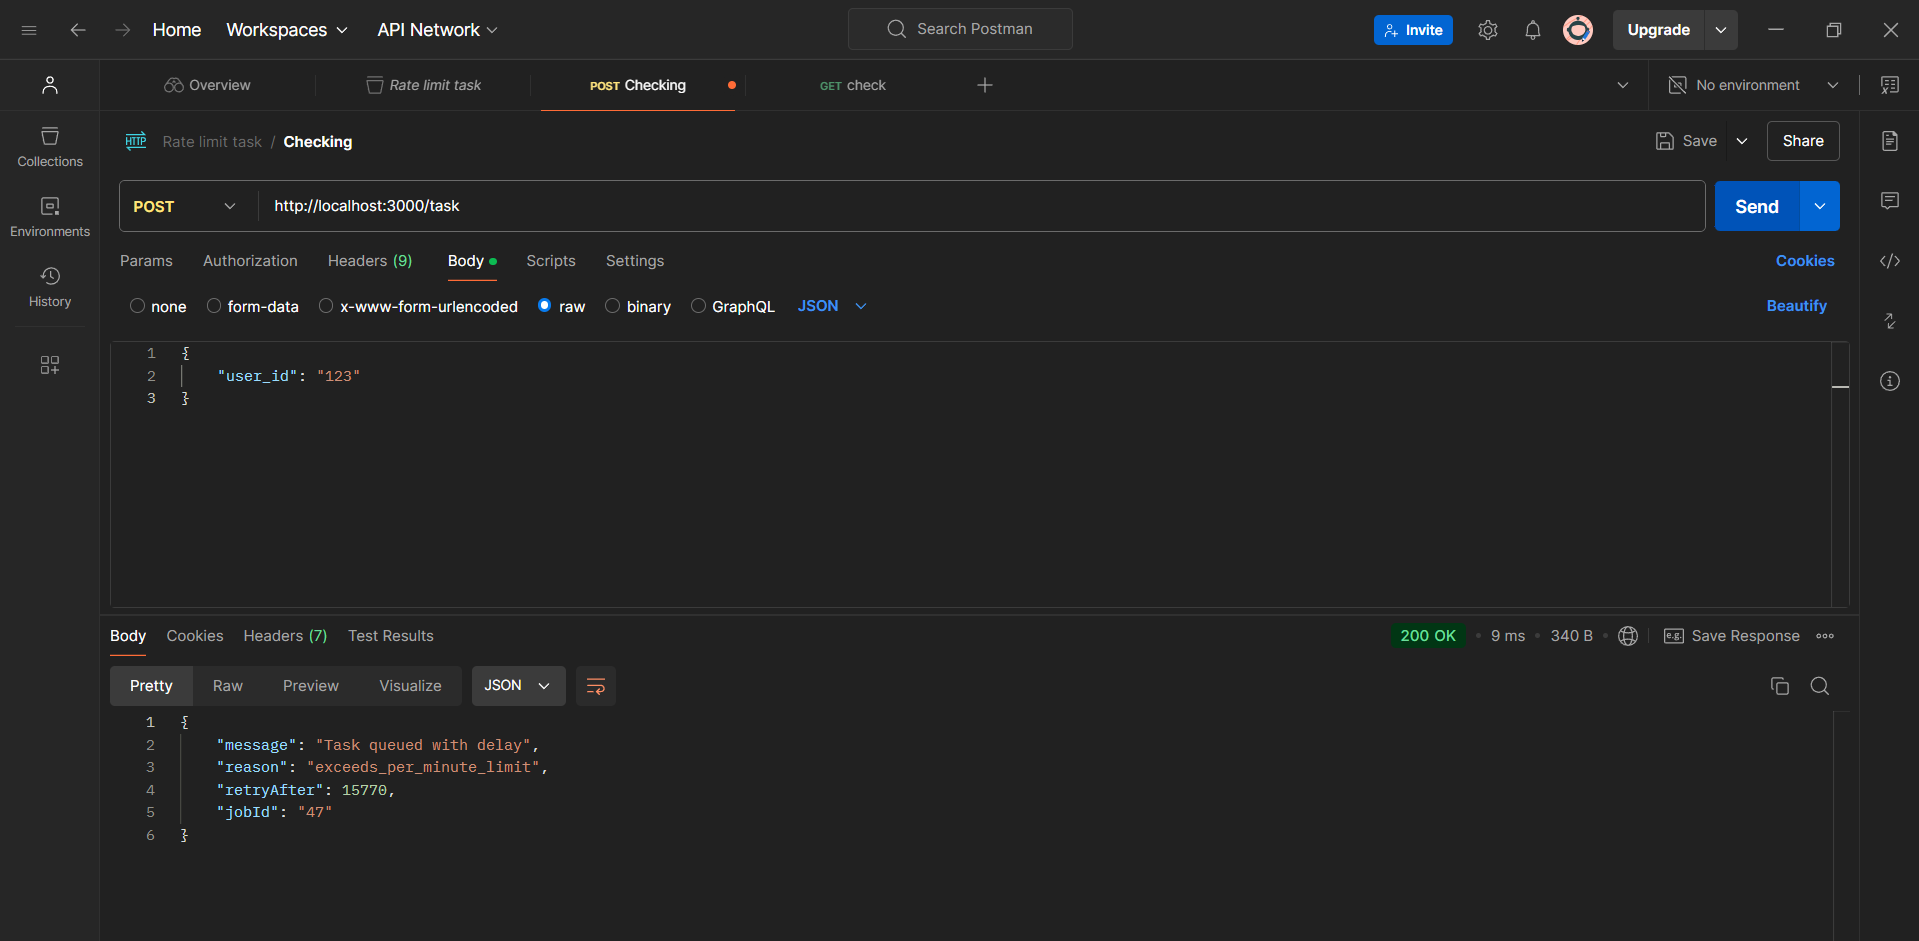 Home Workspaces API Network Search Postman Invite Upgrade
Overview Rate limit task POST Checking GET check No environment
HTTP Rate limit task / Checking Save Share
Collections
Environments
History
POST http://localhost:3000/task Send
Params Authorization Headers (9) Body Scripts Settings Cookies
none form-data x-www-form-urlencoded raw binary GraphQL JSON Beautify
1 {
2 "user_id": "123"
3 }
Body Cookies Headers (7) Test Results 200 OK • 9 ms • 340 B • e.g. Save Response
Pretty Raw Preview Visualize JSON
1 {
2 "message": "Task queued with delay",
3 "reason": "exceeds_per_minute_limit",
4 "retryAfter": 15770,
5 "jobId": "47"
6 }